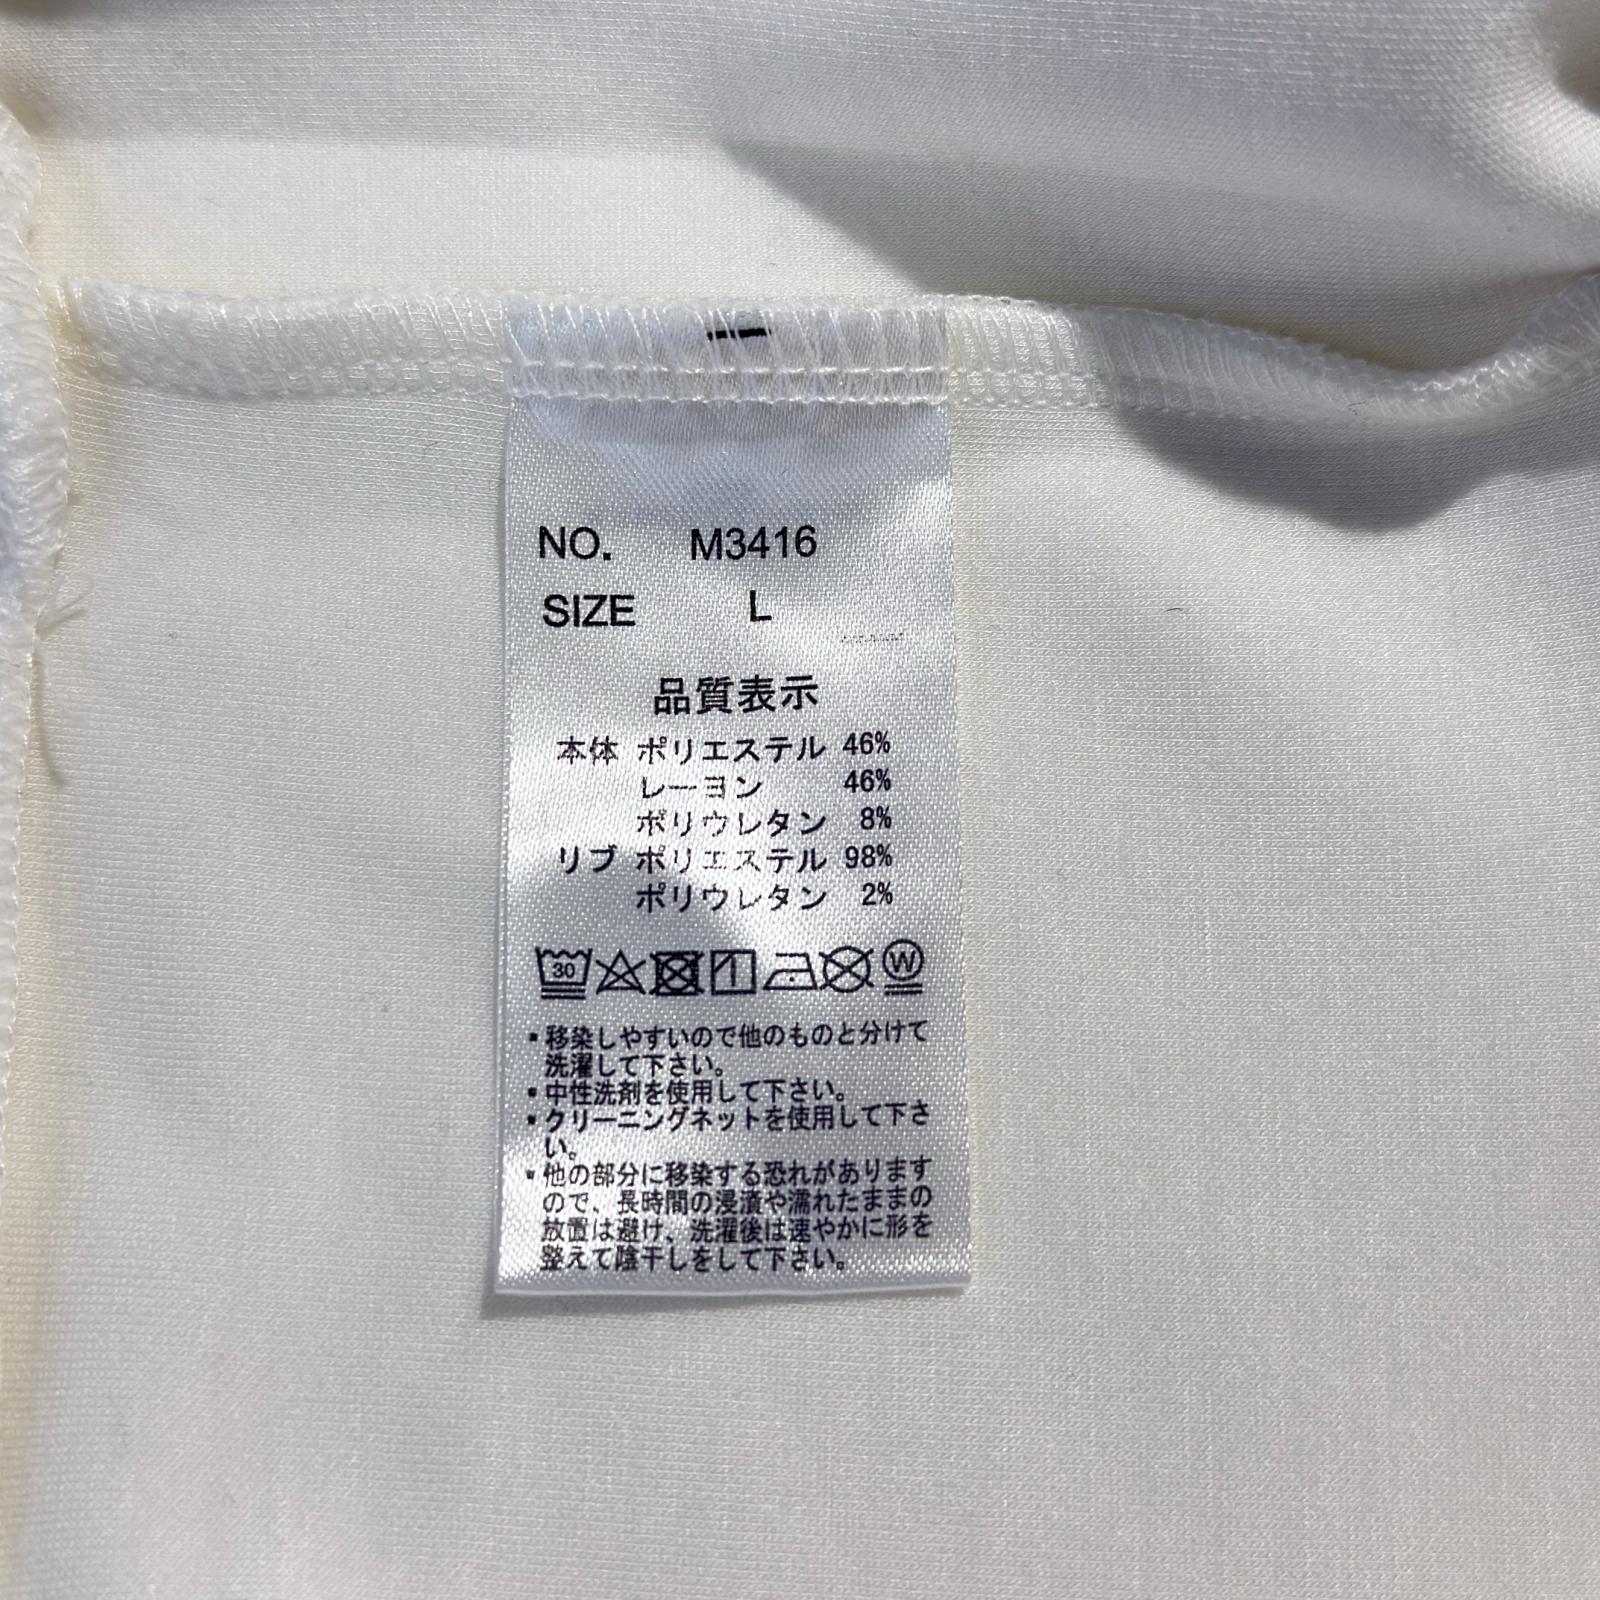 NO. M3416
SIZE L
品質表示
本体 ポリエステル 46%
レーヨン 46%
ポリウレタン 8%
リブ ポリエステル 98%
ポリウレタン 2%
30 W
・移染しやすいので他のものと分けて
洗濯して下さい。
・中性洗剤を使用して下さい。
・クリーニングネットを使用して下さ
い。
・他の部分に移染する恐れがあります
ので、長時間の浸漬や濡れたままの
放置は避け、洗濯後は速やかに形を
整えて陰干しをして下さい。